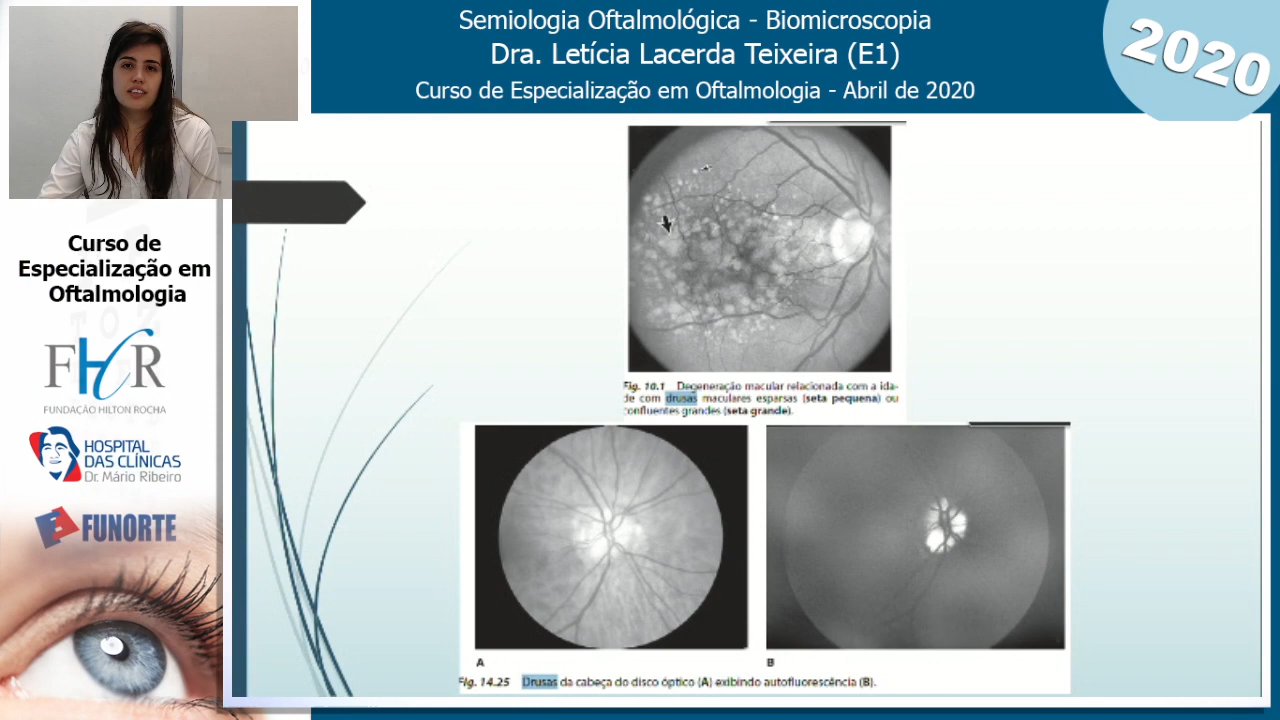 Semiologia Oftalmológica - Biomicroscopia
Dra. Letícia Lacerda Teixeira (E1)
Curso de Especialização em Oftalmologia - Abril de 2020
2020
Curso de
Especialização em
Oftalmologia
FHR
FUNDAÇÃO HILTON ROCHA
HOSPITAL
DAS CLÍNICAS
Dr. Mário Ribeiro
FUNORTE
Fig. 10.1 Degeneração macular relacionada com a ida-
de com drusas maculares esparsas (seta pequena) ou
confluentes grandes (seta grande).
A
B
Fig. 14.25 Drusas da cabeça do disco óptico (A) exibindo autofluorescência (B).